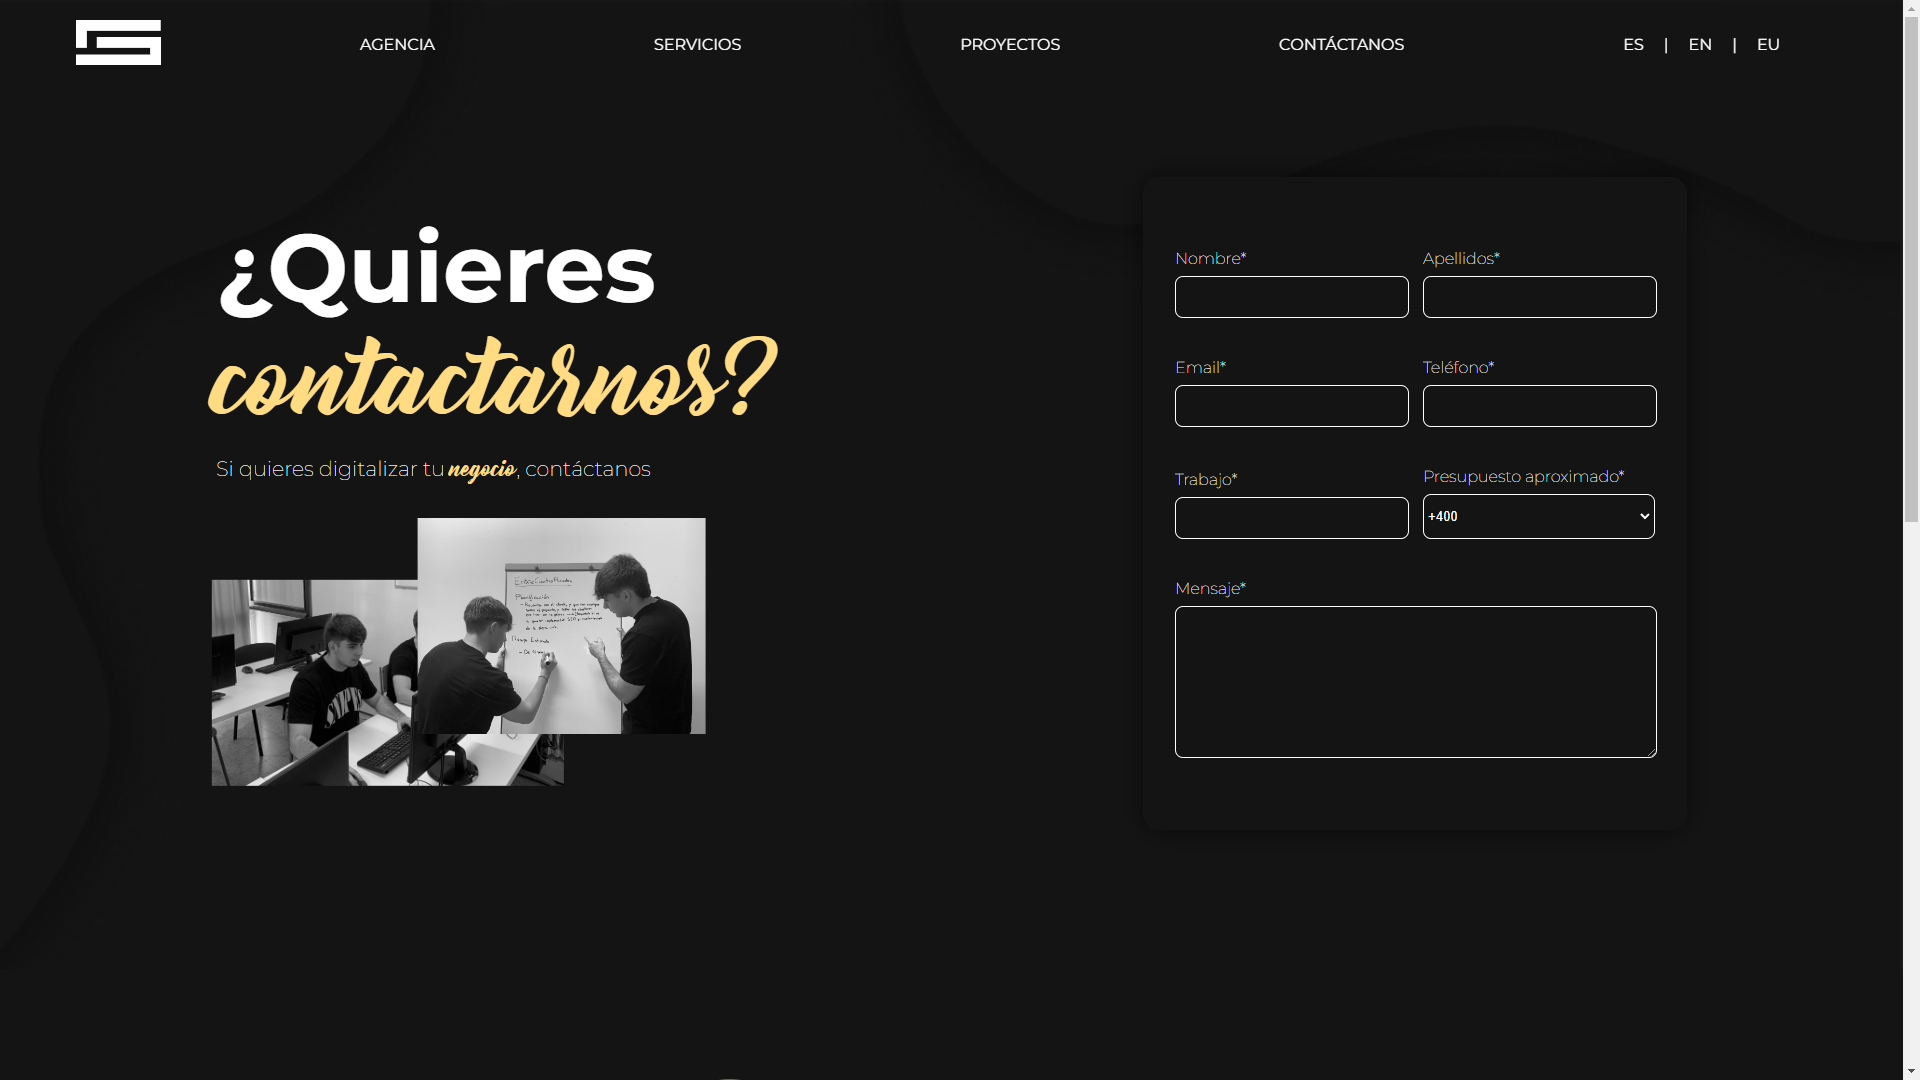 AGENCIA
SERVICIOS
PROYECTOS
CONTÁCTANOS
ES | EN | EU
¿Quieres
contactarnos?
Si quieres digitalizar tu negocio, contáctanos
Nombre*
Apellidos*
Email*
Teléfono*
Trabajo*
Presupuesto aproximado*
+400
Mensaje*
Planificación